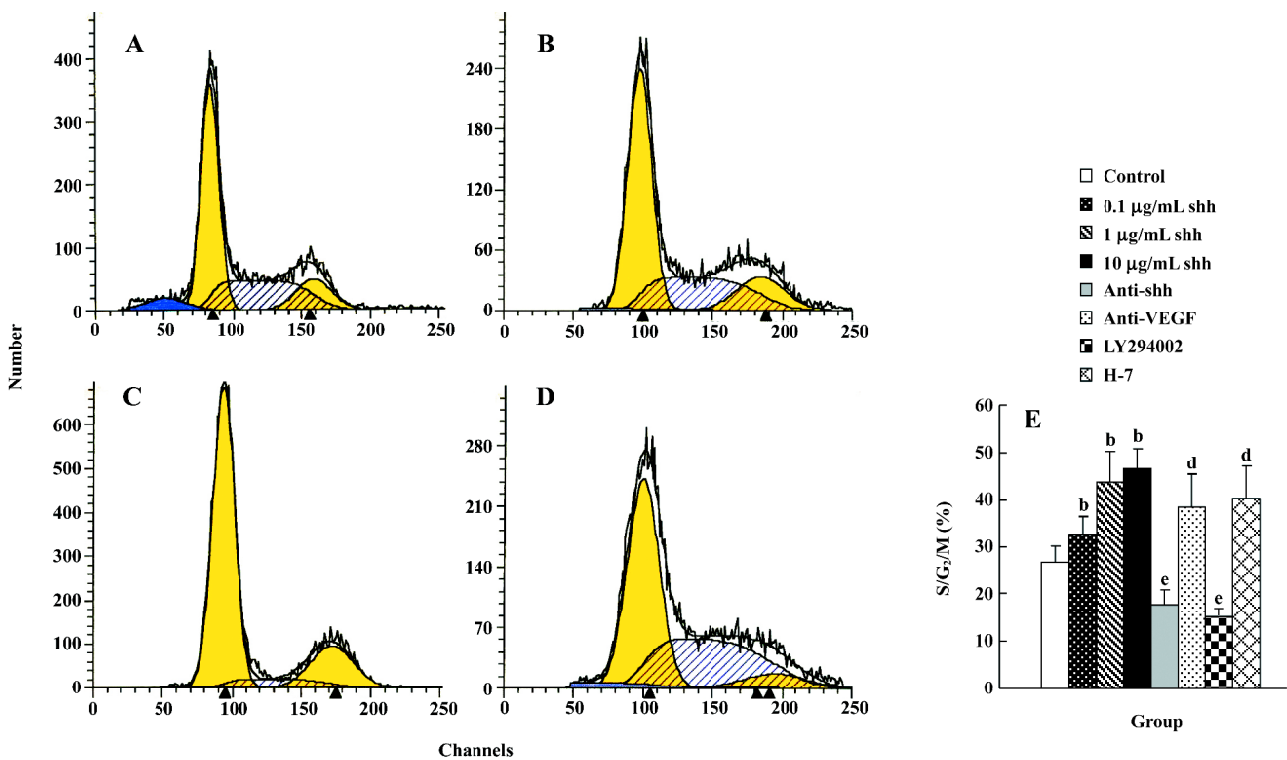 A
400
300
200
100
0
0 50 100 150 200 250
B
240
180
120
60
0
0 50 100 150 200 250
C
600
500
400
300
200
100
0
0 50 100 150 200 250
D
280
210
140
70
0
0 50 100 150 200 250
Number
Channels
Control
0.1 µg/mL shh
1 µg/mL shh
10 µg/mL shh
Anti-shh
Anti-VEGF
LY294002
H-7
E
60
50
40
30
20
10
0
b
b
b
e
d
e
d
S/G₂/M (%)
Group